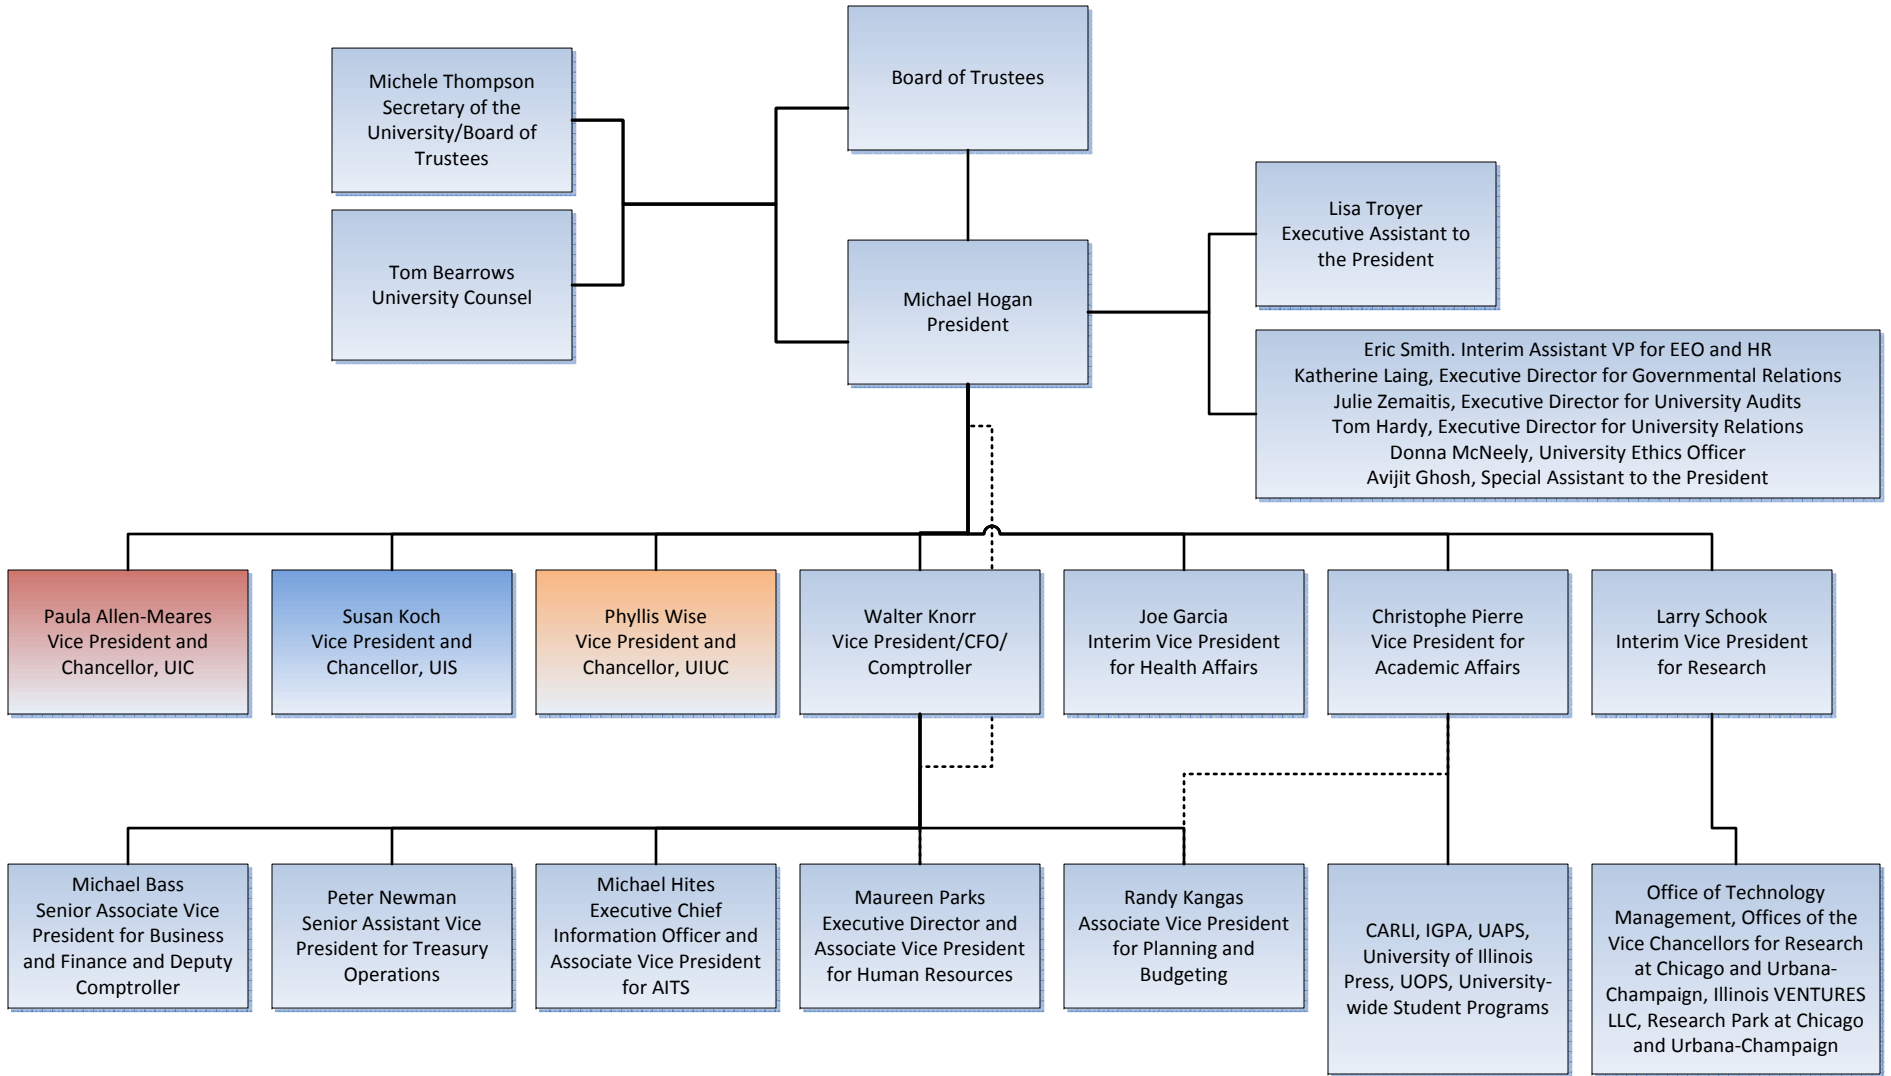 Board of Trustees
Michele Thompson
Secretary of the
University/Board of
Trustees
Tom Bearrows
University Counsel
Michael Hogan
President
Lisa Troyer
Executive Assistant to
the President
Eric Smith. Interim Assistant VP for EEO and HR
Katherine Laing, Executive Director for Governmental Relations
Julie Zemaitis, Executive Director for University Audits
Tom Hardy, Executive Director for University Relations
Donna McNeely, University Ethics Officer
Avijit Ghosh, Special Assistant to the President
Paula Allen-Meares
Vice President and
Chancellor, UIC
Susan Koch
Vice President and
Chancellor, UIS
Phyllis Wise
Vice President and
Chancellor, UIUC
Walter Knorr
Vice President/CFO/
Comptroller
Joe Garcia
Interim Vice President
for Health Affairs
Christophe Pierre
Vice President for
Academic Affairs
Larry Schook
Interim Vice President
for Research
Michael Bass
Senior Associate Vice
President for Business
and Finance and Deputy
Comptroller
Peter Newman
Senior Assistant Vice
President for Treasury
Operations
Michael Hites
Executive Chief
Information Officer and
Associate Vice President
for AITS
Maureen Parks
Executive Director and
Associate Vice President
for Human Resources
Randy Kangas
Associate Vice President
for Planning and
Budgeting
CARLI, IGPA, UAPS,
University of Illinois
Press, UOPS, University-
wide Student Programs
Office of Technology
Management, Offices of the
Vice Chancellors for Research
at Chicago and Urbana-
Champaign, Illinois VENTURES
LLC, Research Park at Chicago
and Urbana-Champaign